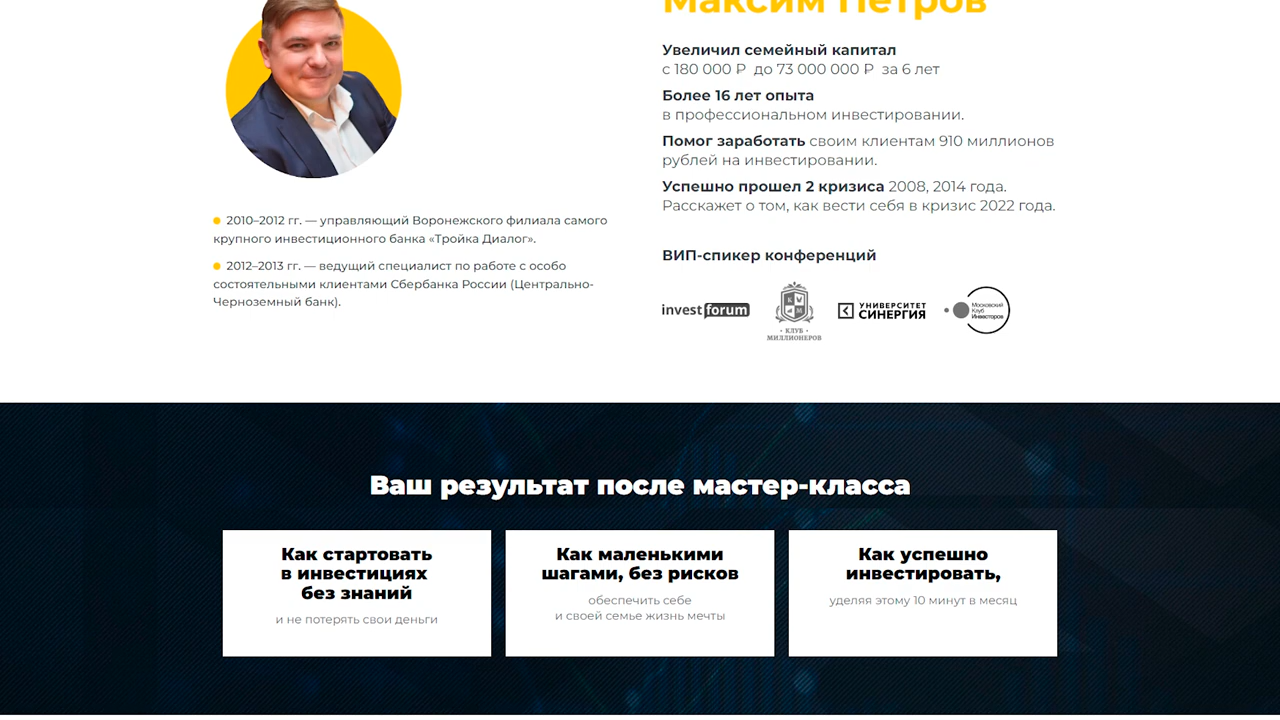 Максим Петров
Увеличил семейный капитал
с 180 000 ₽ до 73 000 000 ₽ за 6 лет
Более 16 лет опыта
в профессиональном инвестировании.
Помог заработать своим клиентам 910 миллионов
рублей на инвестировании.
Успешно прошел 2 кризиса 2008, 2014 года.
Расскажет о том, как вести себя в кризис 2022 года.
2010–2012 гг. — управляющий Воронежского филиала самого
крупного инвестиционного банка «Тройка Диалог».
2012–2013 гг. — ведущий специалист по работе с особо
состоятельными клиентами Сбербанка России (Центрально-
Черноземный банк).
ВИП-спикер конференций
invest forum
КЛУБ
МИЛЛИОНЕРОВ
УНИВЕРСИТЕТ
СИНЕРГИЯ
Московский
Клуб
Инвесторов
Ваш результат после мастер-класса
Как стартовать
в инвестициях
без знаний
и не потерять свои деньги
Как маленькими
шагами, без рисков
обеспечить себе
и своей семье жизнь мечты
Как успешно
инвестировать,
уделяя этому 10 минут в месяц